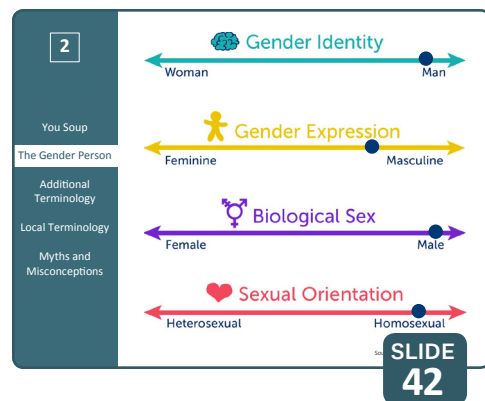 2
You Soup
The Gender Person
Additional
Terminology
Local Terminology
Myths and
Misconceptions
Gender Identity
Woman Man
Gender Expression
Feminine Masculine
Biological Sex
Female Male
Sexual Orientation
Heterosexual Homosexual
SLIDE
42